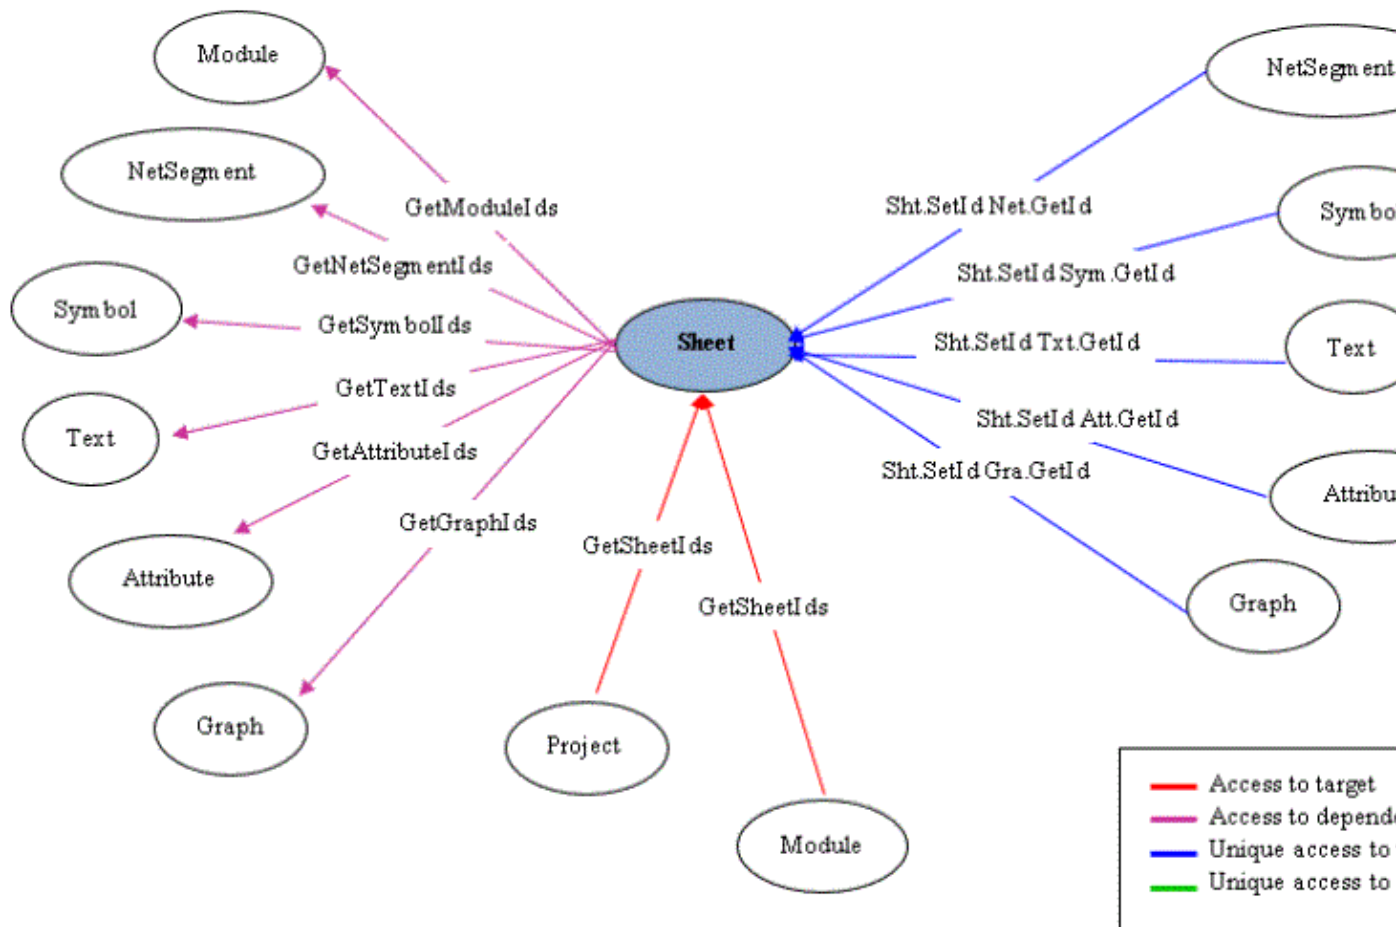 Module
NetSegment
NetSegment
GetModuleIds
Sht.SetId Net.GetId
Symbo
GetNetSegmentIds
Sht.SetId Sym.GetId
Symbol
GetSymbolIds
Sheet
Sht.SetId Txt.GetId
Text
GetTextIds
Text
Sht.SetId Att.GetId
GetAttributeIds
Sht.SetId Gra.GetId
Attribu
GetGraphIds
GetSheetIds
Attribute
GetSheetIds
Graph
Graph
Project
Module
Access to target
Access to depend
Unique access to
Unique access to